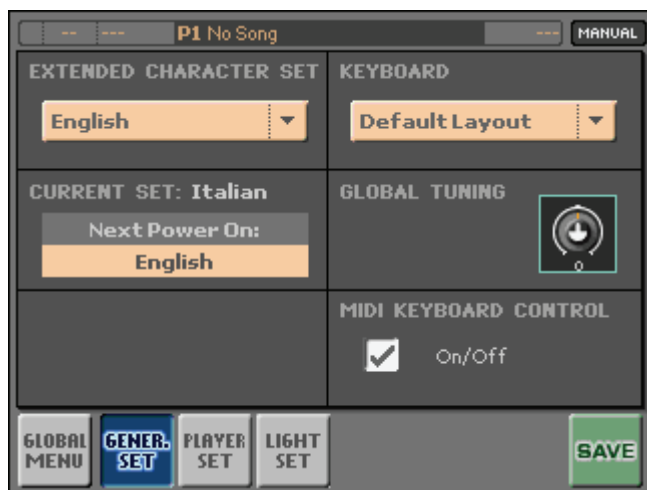 -- --- P1 No Song --- MANUAL
EXTENDED CHARACTER SET
English
KEYBOARD
Default Layout
CURRENT SET: Italian
Next Power On:
English
GLOBAL TUNING
0
MIDI KEYBOARD CONTROL
On/Off
GLOBAL MENU
GENER. SET
PLAYER SET
LIGHT SET
SAVE